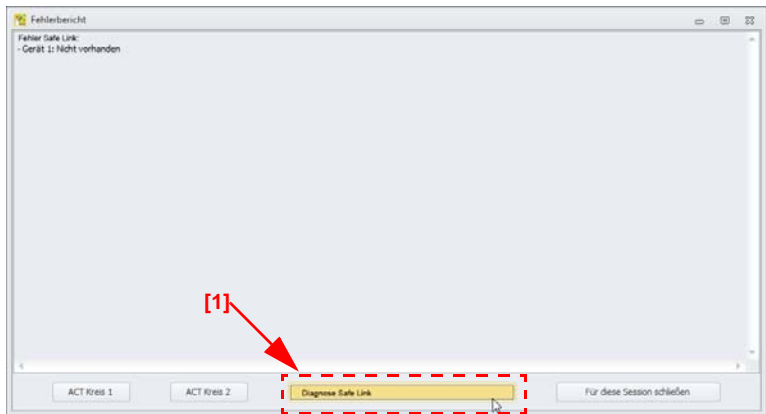 Fehlerbericht
Fehler Safe Link:
- Gerät 1: Nicht vorhanden
[1]
ACT Kreis 1
ACT Kreis 2
Diagnose Safe Link
Für diese Session schließen